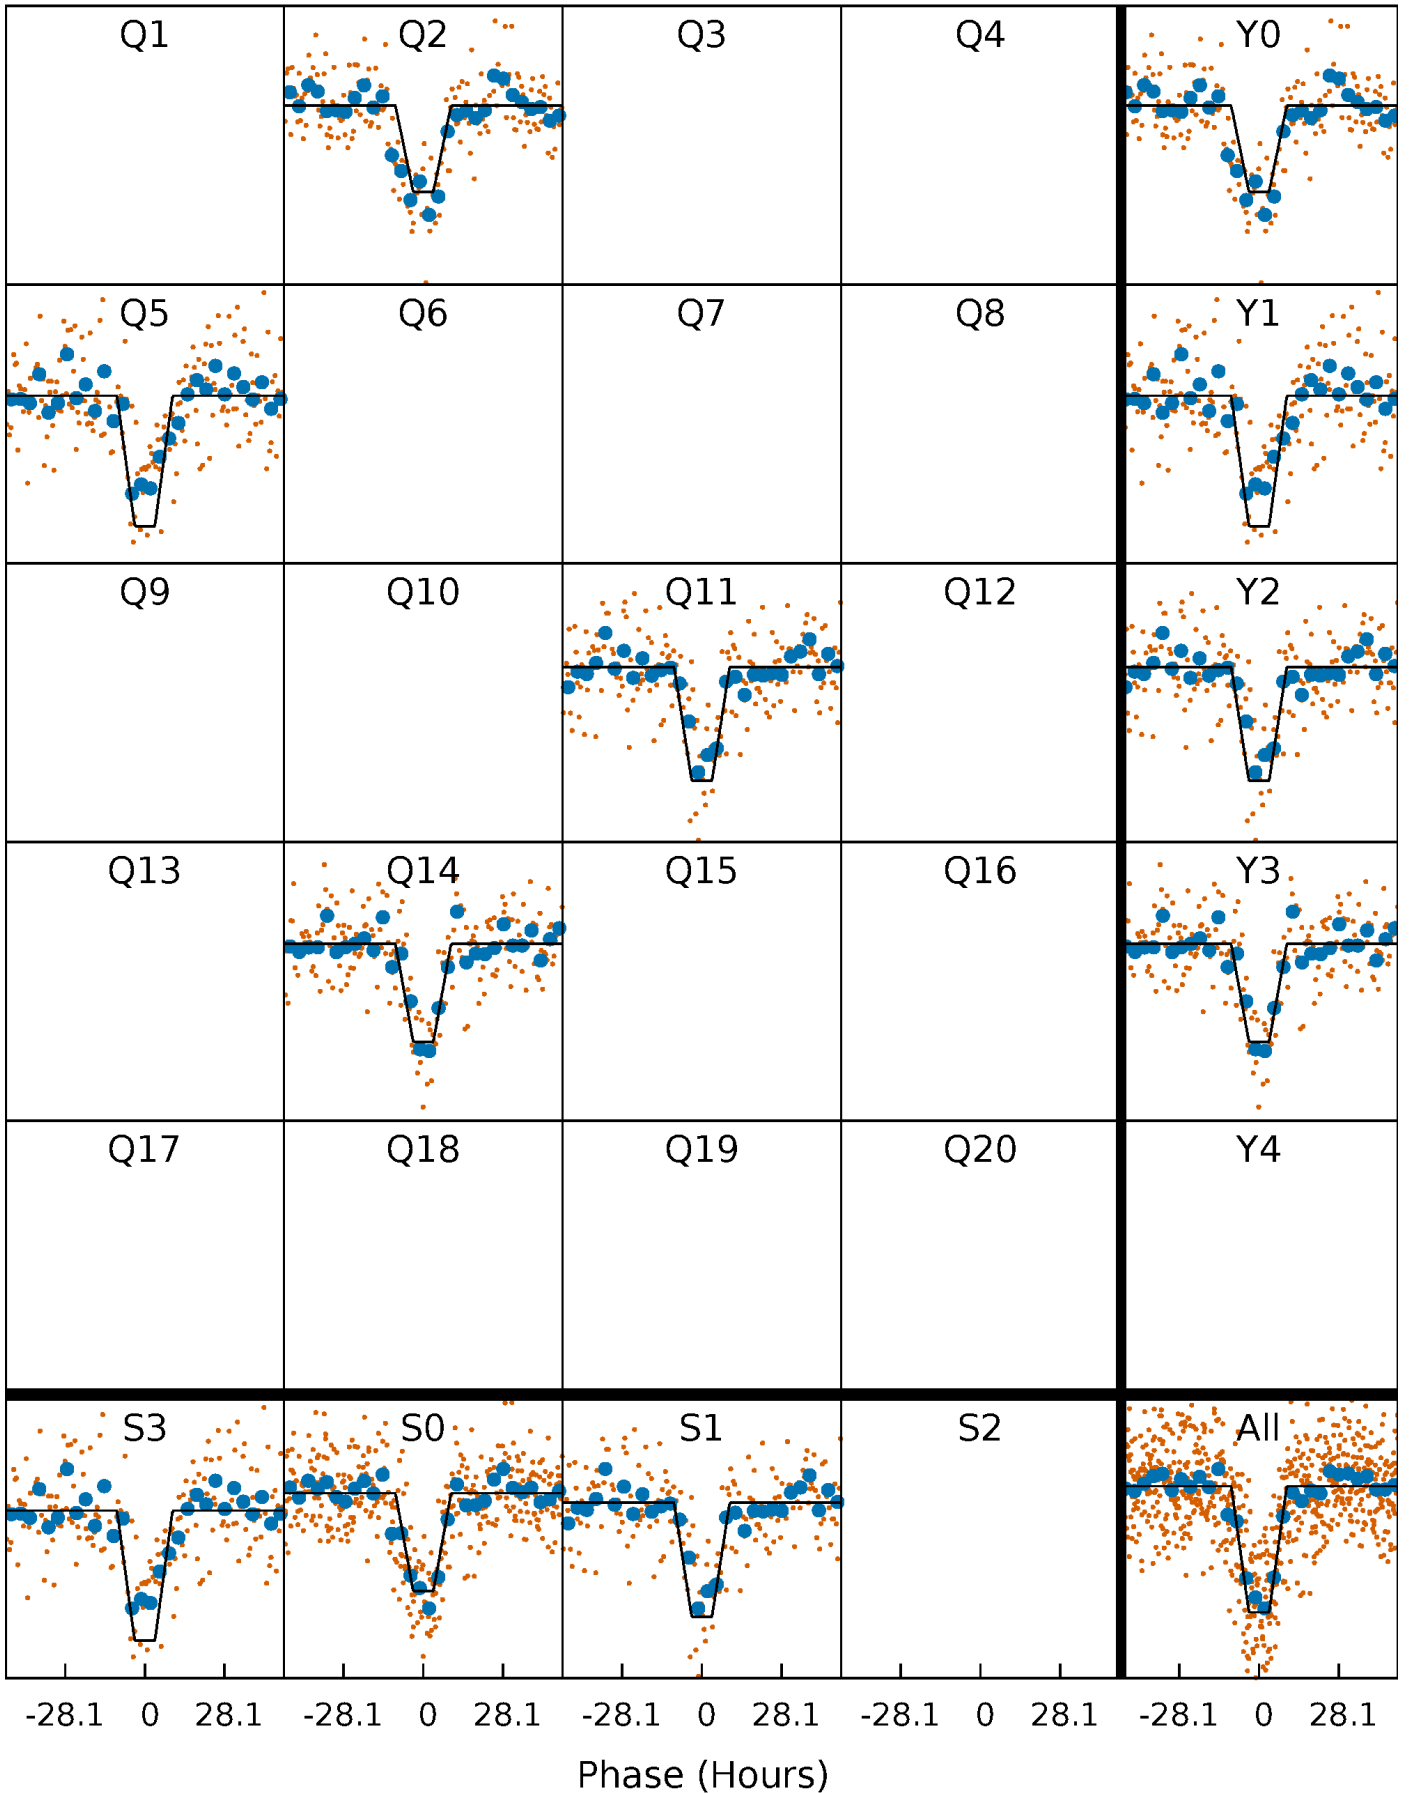 Q1 Q2 Q3 Q4 Y0
Q5 Q6 Q7 Q8 Y1
Q9 Q10 Q11 Q12 Y2
Q13 Q14 Q15 Q16 Y3
Q17 Q18 Q19 Q20 Y4
S3 S0 S1 S2 All
-28.1 0 28.1 -28.1 0 28.1 -28.1 0 28.1 -28.1 0 28.1 -28.1 0 28.1
Phase (Hours)